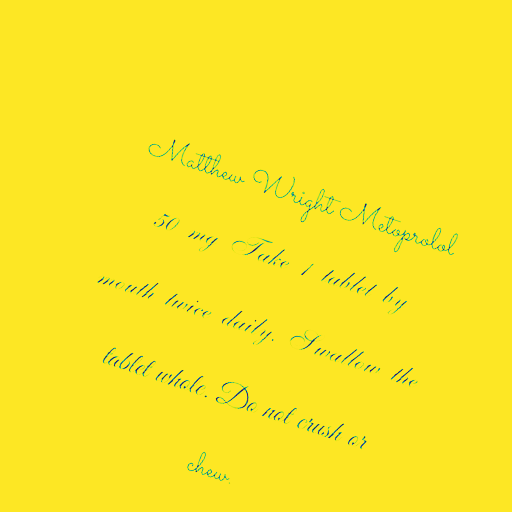 Matthew Wright Metoprolol
50 mg Take 1 tablet by
mouth twice daily. Swallow the
tablet whole. Do not crush or
chew.